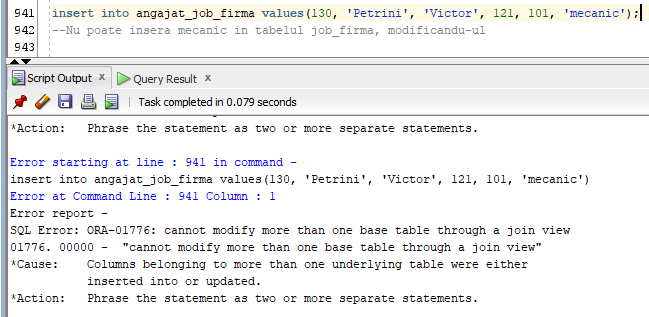 941 insert into angajat_job_firma values(130, 'Petrini', 'Victor', 121, 101, 'mecanic');
942 --Nu poate insera mecanic in tabelul job_firma, modificandu-ul
943
Script Output x Query Result x
Task completed in 0.079 seconds
*Action: Phrase the statement as two or more separate statements.
Error starting at line : 941 in command -
insert into angajat_job_firma values(130, 'Petrini', 'Victor', 121, 101, 'mecanic')
Error at Command Line : 941 Column : 1
Error report -
SQL Error: ORA-01776: cannot modify more than one base table through a join view
01776. 00000 - "cannot modify more than one base table through a join view"
*Cause: Columns belonging to more than one underlying table were either
inserted into or updated.
*Action: Phrase the statement as two or more separate statements.